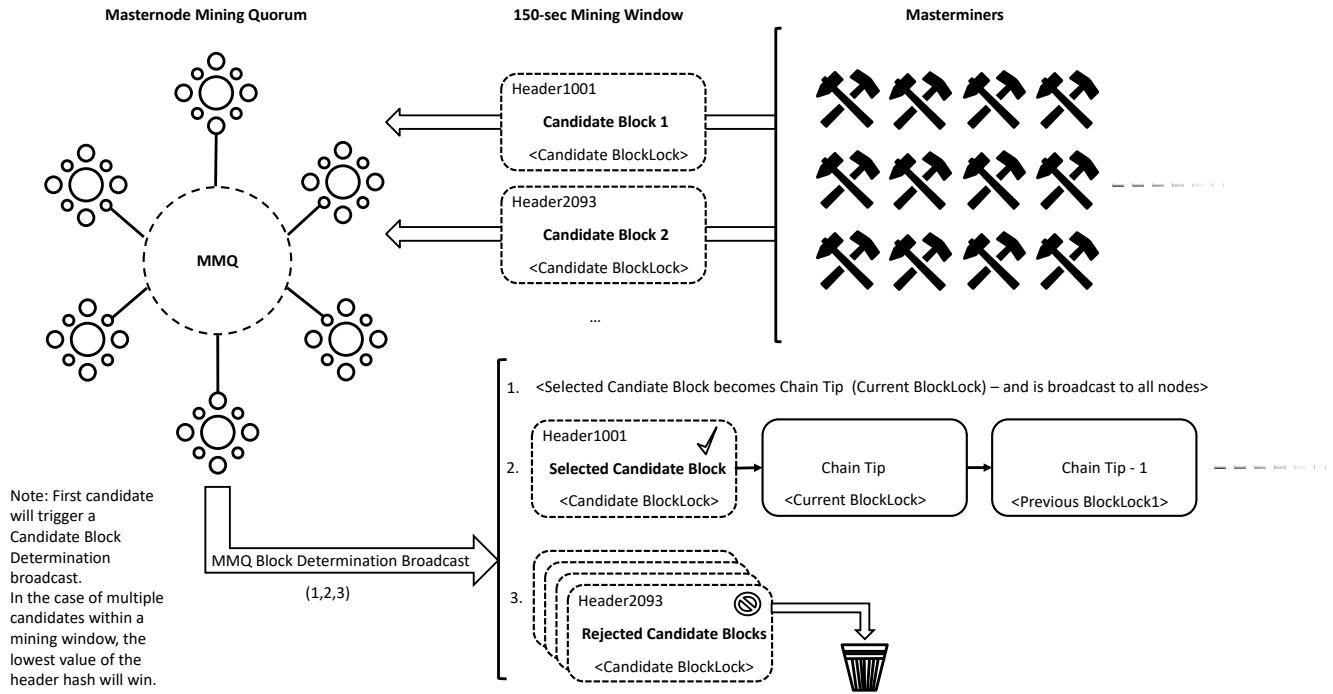 Masternode Mining Quorum
150-sec Mining Window
Masterminers
Header1001
Candidate Block 1
<Candidate BlockLock>
Header2093
Candidate Block 2
<Candidate BlockLock>
...
MMQ
1. <Selected Candiate Block becomes Chain Tip (Current BlockLock) – and is broadcast to all nodes>
2.
Header1001
Selected Candidate Block
<Candidate BlockLock>
Chain Tip
<Current BlockLock>
Chain Tip - 1
<Previous BlockLock1>
Note: First candidate
will trigger a
Candidate Block
Determination
broadcast.
In the case of multiple
candidates within a
mining window, the
lowest value of the
header hash will win.
MMQ Block Determination Broadcast
(1,2,3)
3.
Header2093
Rejected Candidate Blocks
<Candidate BlockLock>